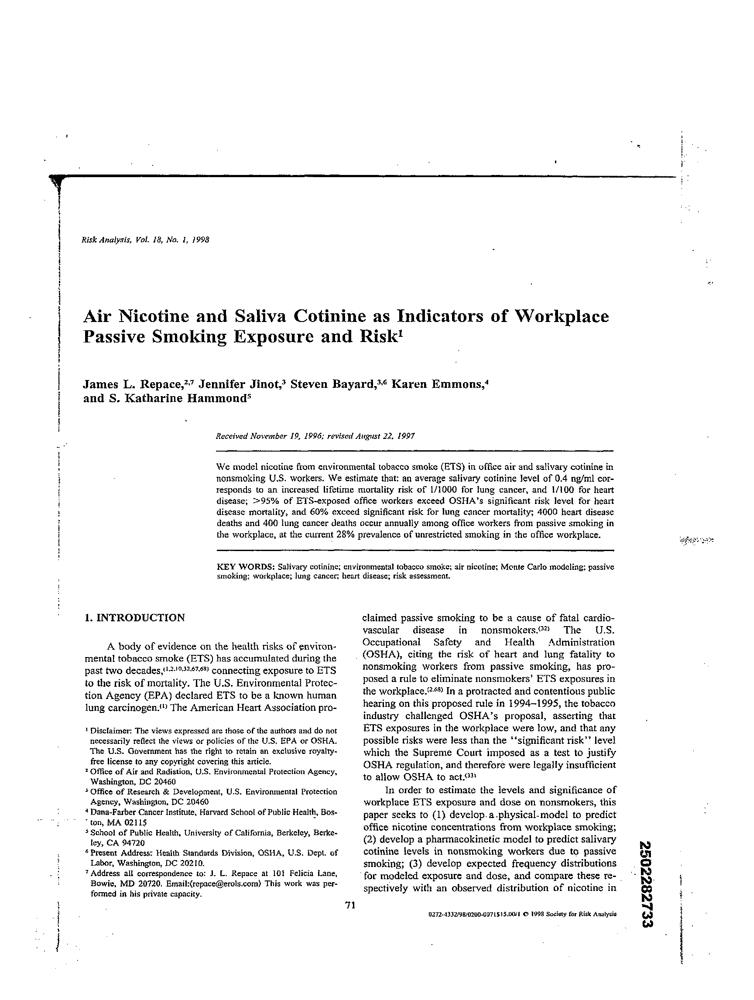 Risk Analysis, Vol. 18, No. 1, 1998
Air Nicotine and Saliva Cotinine as Indicators of Workplace
Passive Smoking Exposure and Risk¹
James L. Repace,²,⁷ Jennifer Jinot,³ Steven Bayard,³,⁶ Karen Emmons,⁴
and S. Katharine Hammond⁵
Received November 19, 1996; revised August 22, 1997
We model nicotine from environmental tobacco smoke (ETS) in office air and salivary cotinine in
nonsmoking U.S. workers. We estimate that: an average salivary cotinine level of 0.4 ng/ml cor-
responds to an increased lifetime mortality risk of 1/1000 for lung cancer, and 1/100 for heart
disease; >95% of ETS-exposed office workers exceed OSHA's significant risk level for heart
disease mortality, and 60% exceed significant risk for lung cancer mortality; 4000 heart disease
deaths and 400 lung cancer deaths occur annually among office workers from passive smoking in
the workplace, at the current 28% prevalence of unrestricted smoking in the office workplace.
KEY WORDS: Salivary cotinine; environmental tobacco smoke; air nicotine; Monte Carlo modeling; passive
smoking; workplace; lung cancer; heart disease; risk assessment.
1. INTRODUCTION
A body of evidence on the health risks of environ-
mental tobacco smoke (ETS) has accumulated during the
past two decades,(1,2,10,32,67,68) connecting exposure to ETS
to the risk of mortality. The U.S. Environmental Protec-
tion Agency (EPA) declared ETS to be a known human
lung carcinogen.(1) The American Heart Association pro-
¹ Disclaimer: The views expressed are those of the authors and do not
necessarily reflect the views or policies of the U.S. EPA or OSHA.
The U.S. Government has the right to retain an exclusive royalty-
free license to any copyright covering this article.
² Office of Air and Radiation, U.S. Environmental Protection Agency,
Washington, DC 20460
³ Office of Research & Development, U.S. Environmental Protection
Agency, Washington, DC 20460
⁴ Dana-Farber Cancer Institute, Harvard School of Public Health, Bos-
ton, MA 02115
⁵ School of Public Health, University of California, Berkeley, Berke-
ley, CA 94720
⁶ Present Address: Health Standards Division, OSHA, U.S. Dept. of
Labor, Washington, DC 20210.
⁷ Address all correspondence to: J. L. Repace at 101 Felicia Lane,
Bowie, MD 20720. Email:(repace@erols.com) This work was per-
formed in his private capacity.
claimed passive smoking to be a cause of fatal cardio-
vascular disease in nonsmokers.(32) The U.S.
Occupational Safety and Health Administration
(OSHA), citing the risk of heart and lung fatality to
nonsmoking workers from passive smoking, has pro-
posed a rule to eliminate nonsmokers' ETS exposures in
the workplace.(2,68) In a protracted and contentious public
hearing on this proposed rule in 1994–1995, the tobacco
industry challenged OSHA's proposal, asserting that
ETS exposures in the workplace were low, and that any
possible risks were less than the "significant risk" level
which the Supreme Court imposed as a test to justify
OSHA regulation, and therefore were legally insufficient
to allow OSHA to act.(33)
In order to estimate the levels and significance of
workplace ETS exposure and dose on nonsmokers, this
paper seeks to (1) develop a physical model to predict
office nicotine concentrations from workplace smoking;
(2) develop a pharmacokinetic model to predict salivary
cotinine levels in nonsmoking workers due to passive
smoking; (3) develop expected frequency distributions
for modeled exposure and dose, and compare these re-
spectively with an observed distribution of nicotine in
71
0272-4332/98/0200-0071$15.00/1 © 1998 Society for Risk Analysis
2502282733